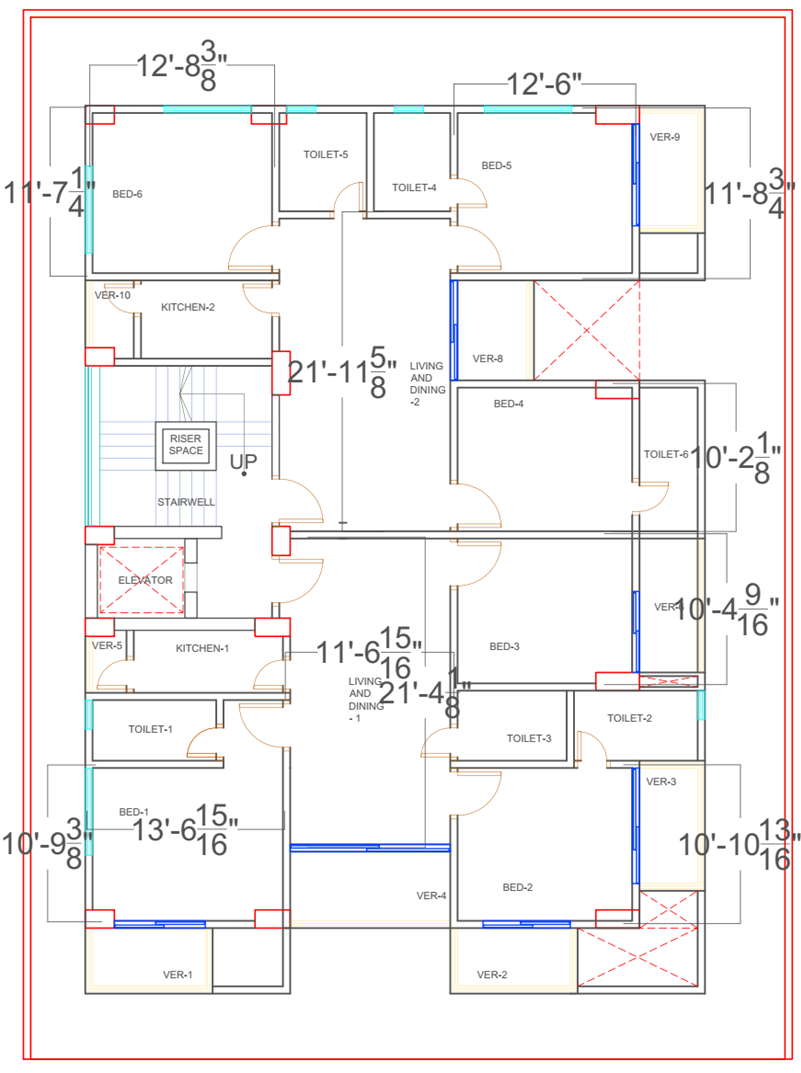 12'-8 3/8"
12'-6"
TOILET-5
VER-9
BED-5
11'-7 1/4"
BED-6
TOILET-4
11'-8 3/4"
VER-10
KITCHEN-2
VER-8
21'-11 5/8"
LIVING
AND
DINING
-2
BED-4
RISER
SPACE
UP
TOILET-6
10'-2 1/8"
STAIRWELL
ELEVATOR
10'-4 9/16"
VER-5
KITCHEN-1
BED-3
11'-6 15/16"
21'-4 1/8"
LIVING
AND
DINING
- 1
TOILET-1
TOILET-3
TOILET-2
VER-3
BED-1
13'-6 15/16"
10'-9 3/8"
10'-10 13/16"
BED-2
VER-4
VER-1
VER-2